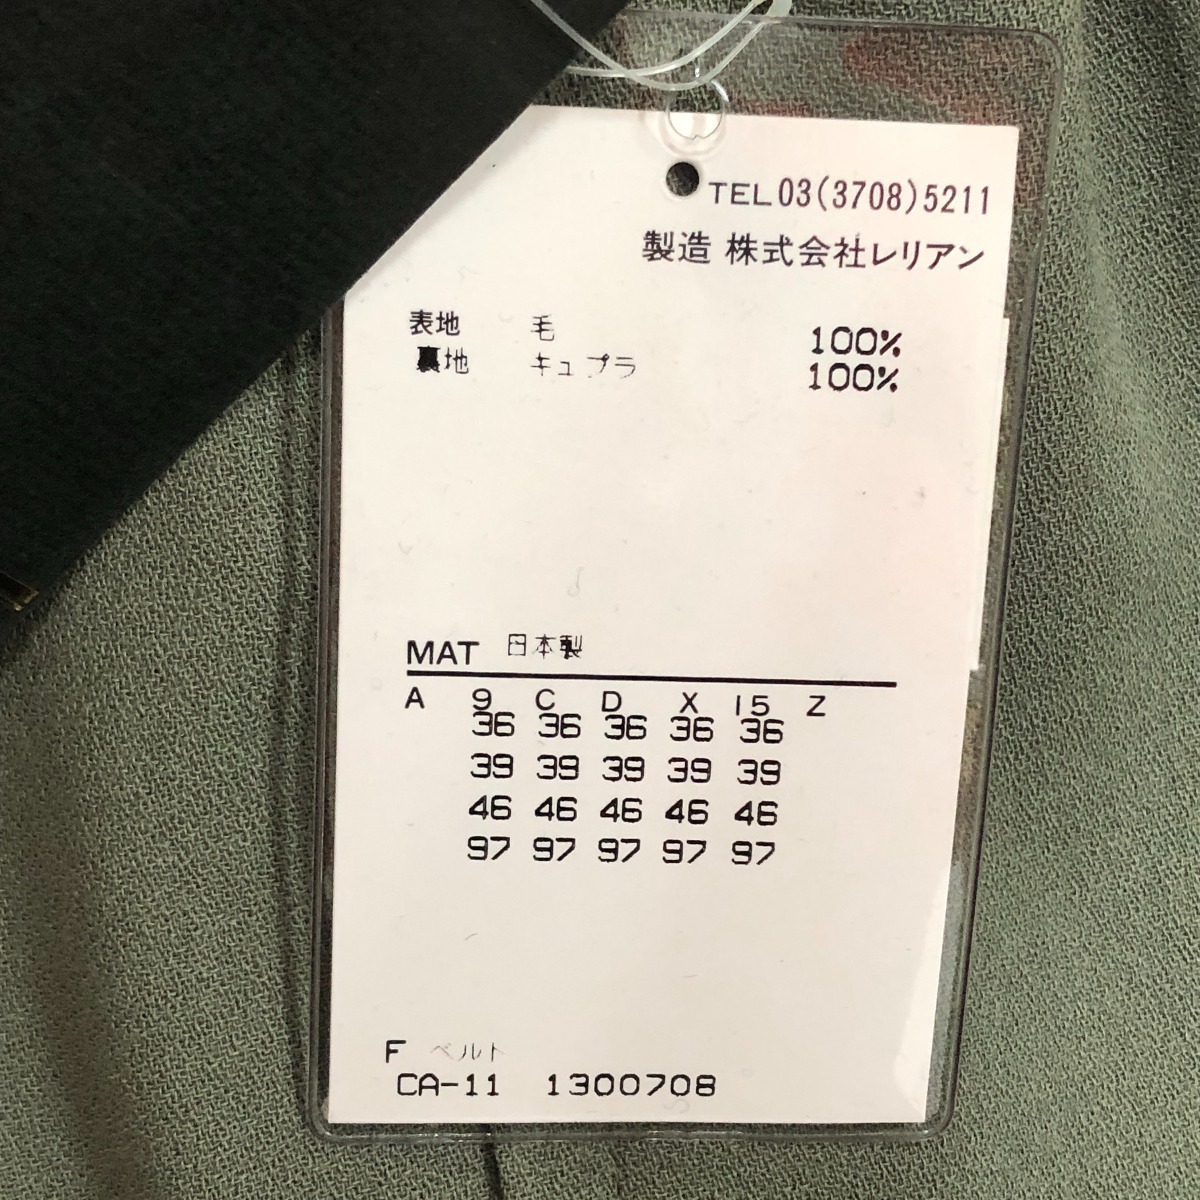 TEL 03(3708)5211
製造 株式会社レリアン
表地 毛 100%
裏地 キュプラ 100%
MAT 日本製
A 9 C D X 15 Z
36 36 36 36 36
39 39 39 39 39
46 46 46 46 46
97 97 97 97 97
F ベルト
CA-11 1300708